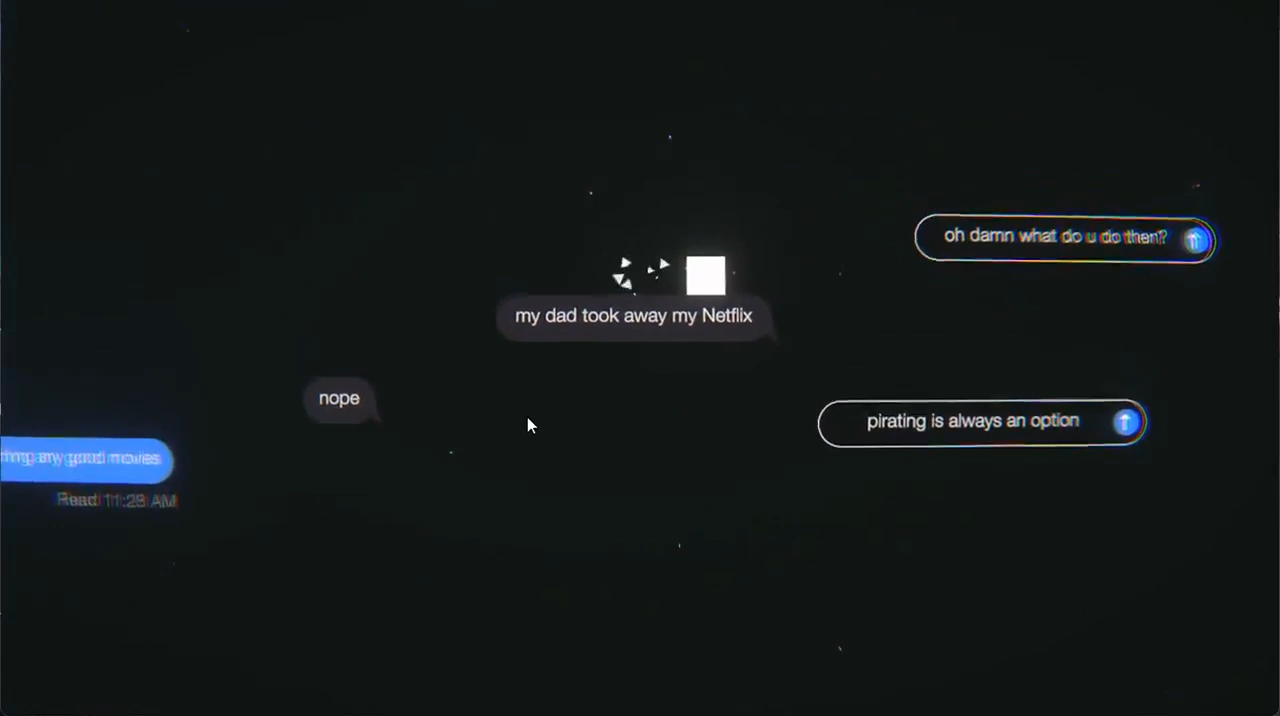 oh damn what do u do then?
my dad took away my Netflix
nope
pirating is always an option
any good movies
Read 11:28 AM